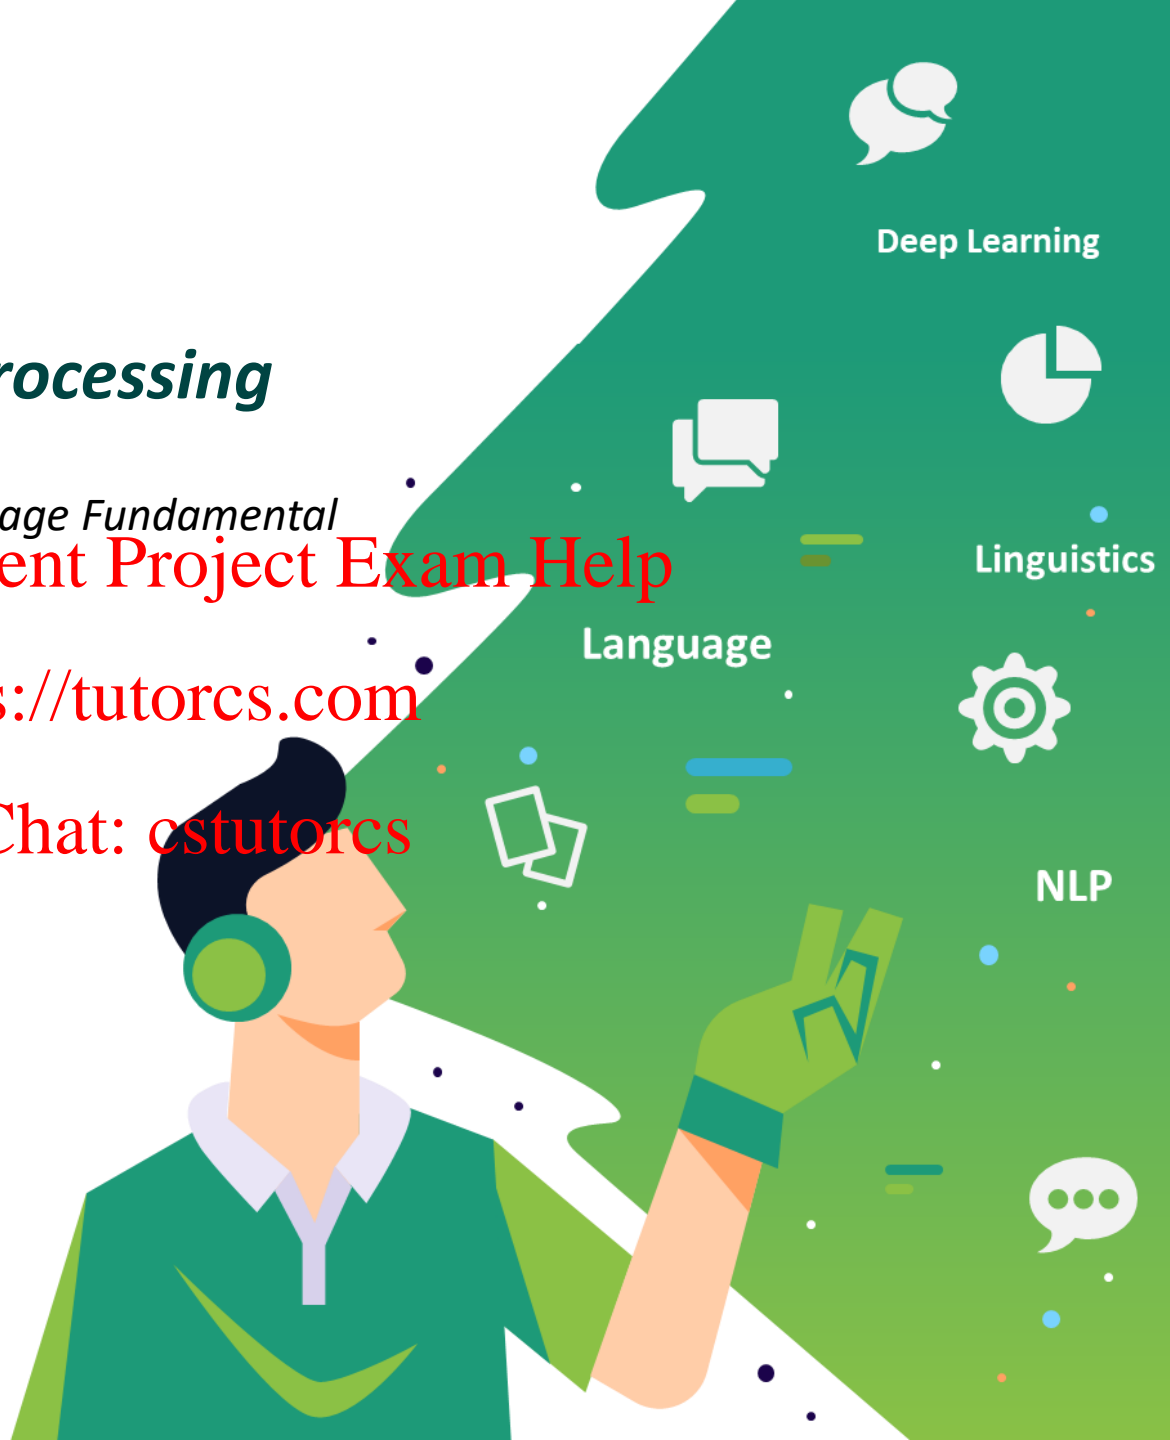 Deep Learning
rocessing
age Fundamental
ent Project Exam Help
Linguistics
Language
s://tutorcs.com
Chat: cstutorcs
NLP